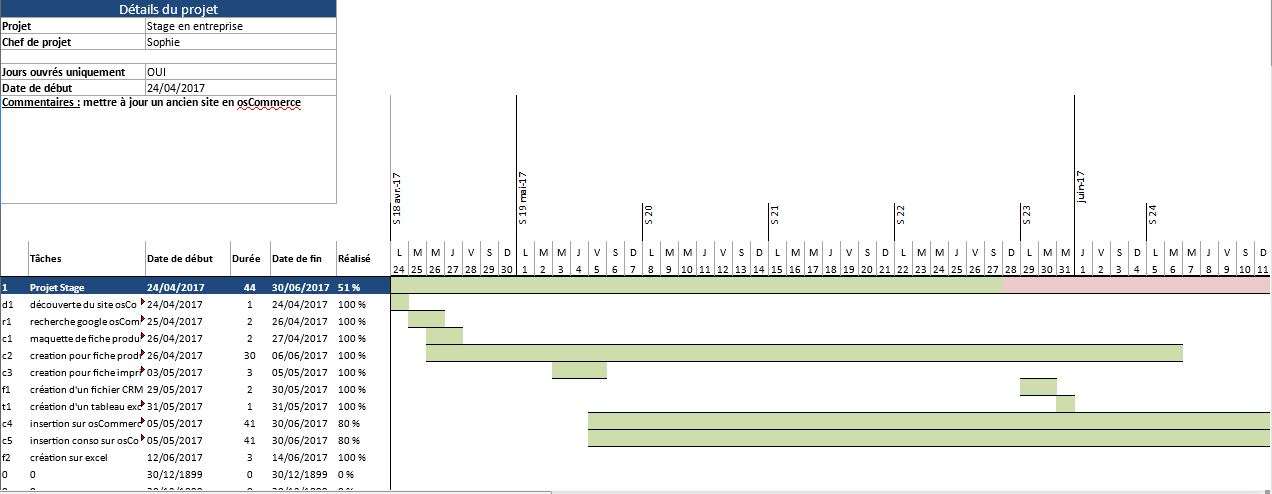 Détails du projet
Projet Stage en entreprise
Chef de projet Sophie
Jours ouvrés uniquement OUI
Date de début 24/04/2017
Commentaires : mettre à jour un ancien site en osCommerce
S 18 avr.-17 S 19 mai-17 S 20 S 21 S 22 S 23 juin-17 S 24
L M M J V S D L M M J V S D L M M J V S D L M M J V S D L M M J V S D L M M J V S D L M M J V S D
Tâches Date de début Durée Date de fin Réalisé 24 25 26 27 28 29 30 1 2 3 4 5 6 7 8 9 10 11 12 13 14 15 16 17 18 19 20 21 22 23 24 25 26 27 28 29 30 31 1 2 3 4 5 6 7 8 9 10 11
1 Projet Stage 24/04/2017 44 30/06/2017 51 %
d1 découverte du site osCo 24/04/2017 1 24/04/2017 100 %
r1 recherche google osCom 25/04/2017 2 26/04/2017 100 %
c1 maquette de fiche produ 26/04/2017 2 27/04/2017 100 %
c2 creation pour fiche prod 26/04/2017 30 06/06/2017 100 %
c3 creation pour fiche impr 03/05/2017 3 05/05/2017 100 %
f1 création d'un fichier CRM 29/05/2017 2 30/05/2017 100 %
t1 création d'un tableau exc 31/05/2017 1 31/05/2017 100 %
c4 insertion sur osCommerc 05/05/2017 41 30/06/2017 80 %
c5 insertion conso sur osCo 05/05/2017 41 30/06/2017 80 %
f2 création sur excel 12/06/2017 3 14/06/2017 100 %
0 0 30/12/1899 0 30/12/1899 0 %